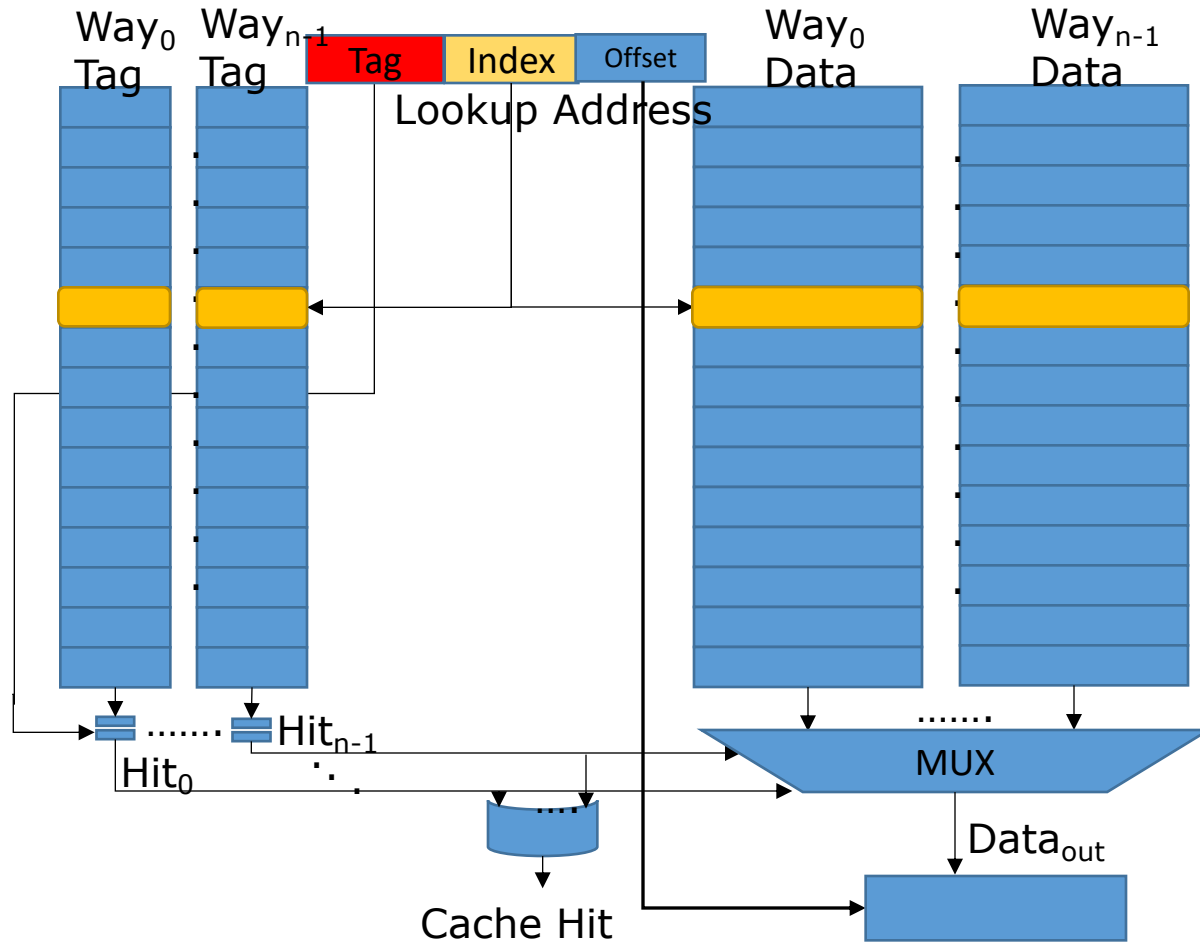 Way₀ Tag
Wayₙ₋₁ Tag
Tag Index Offset
Lookup Address
Way₀ Data
Wayₙ₋₁ Data
.......
.......
Hitₙ₋₁
Hit₀
MUX
....
Dataₒᵤₜ
Cache Hit